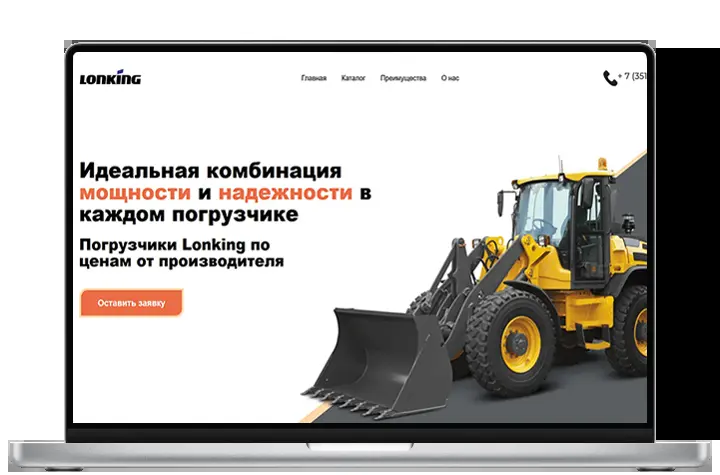 LONKING
Главная Каталог Преимущества О нас
+ 7 (351
Идеальная комбинация
мощности и надежности в
каждом погрузчике
Погрузчики Lonking по
ценам от производителя
Оставить заявку